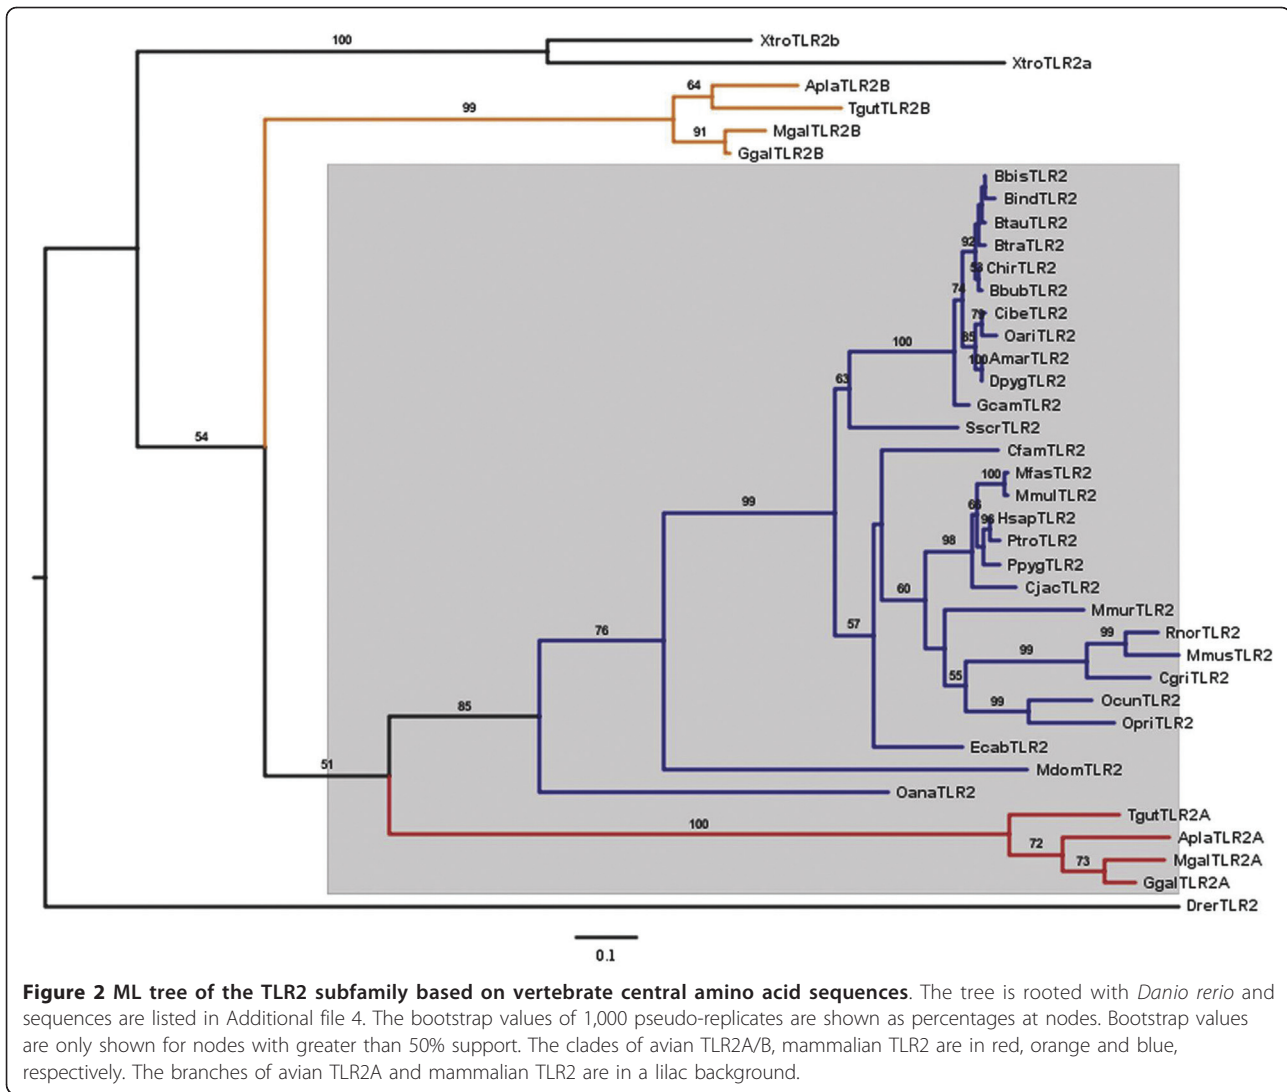 100
XtroTLR2b
XtroTLR2a
64
AplaTLR2B
99
TgutTLR2B
91
MgalTLR2B
GgalTLR2B
BbisTLR2
BindTLR2
BtauTLR2
92
BtraTLR2
ChirTLR2
74
BbubTLR2
79
CibeTLR2
85
OariTLR2
100
100
AmarTLR2
63
DpygTLR2
GcamTLR2
SscrTLR2
54
CfamTLR2
100
MfasTLR2
99
MmulTLR2
66
96
HsapTLR2
98
PtroTLR2
PpygTLR2
60
CjacTLR2
MmurTLR2
76
57
99
RnorTLR2
99
MmusTLR2
55
CgriTLR2
85
99
OcunTLR2
OpriTLR2
EcabTLR2
51
MdomTLR2
OanaTLR2
TgutTLR2A
100
72
AplaTLR2A
73
MgalTLR2A
GgalTLR2A
DrerTLR2
0.1
Figure 2 ML tree of the TLR2 subfamily based on vertebrate central amino acid sequences. The tree is rooted with Danio rerio and
sequences are listed in Additional file 4. The bootstrap values of 1,000 pseudo-replicates are shown as percentages at nodes. Bootstrap values
are only shown for nodes with greater than 50% support. The clades of avian TLR2A/B, mammalian TLR2 are in red, orange and blue,
respectively. The branches of avian TLR2A and mammalian TLR2 are in a lilac background.